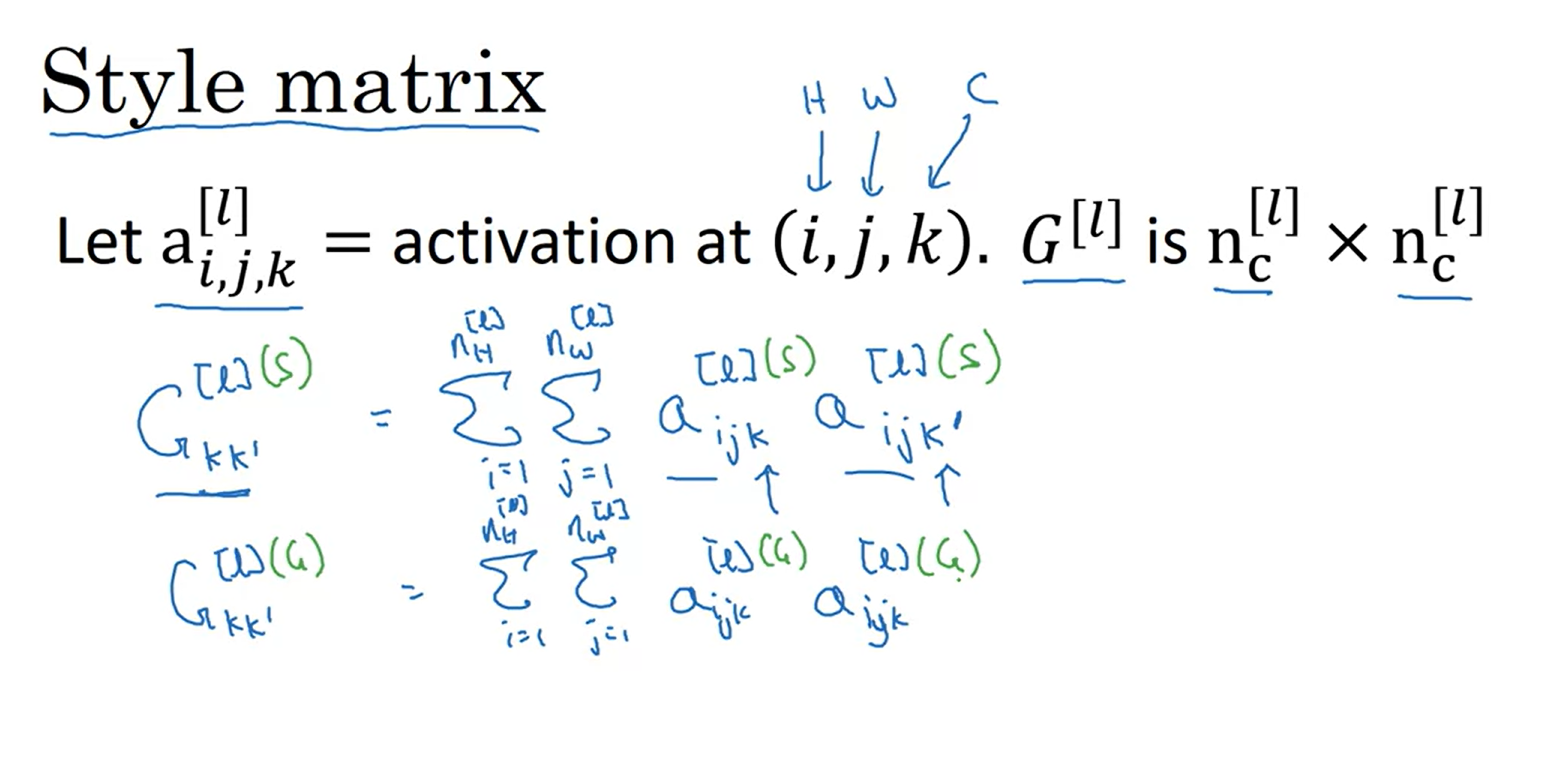 Style matrix
H W C
Let a_{i,j,k}^{[l]} = activation at (i, j, k). G^{[l]} is n_c^{[l]} × n_c^{[l]}
G_{kk'}^{[l](S)} = \sum_{i=1}^{n_H^{[l]}} \sum_{j=1}^{n_W^{[l]}} a_{ijk}^{[l](S)} a_{ijk'}^{[l](S)}
G_{kk'}^{[l](G)} = \sum_{i=1}^{n_H^{[l]}} \sum_{j=1}^{n_W^{[l]}} a_{ijk}^{[l](G)} a_{ijk}^{[l](G)}